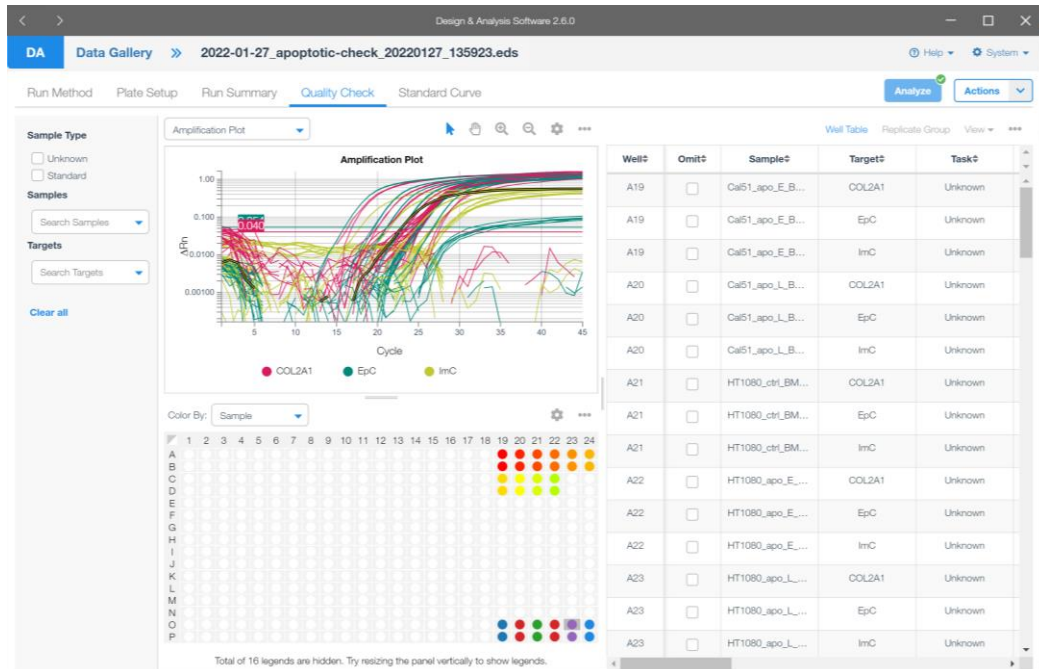 Design & Analysis Software 2.6.0
DA Data Gallery » 2022-01-27_apoptotic-check_20220127_135923.eds Help System
Run Method Plate Setup Run Summary Quality Check Standard Curve Analyze Actions
Sample Type
Unknown
Standard
Samples
Search Samples
Targets
Search Targets
Clear all
Amplification Plot
Amplification Plot
1.00
0.100
0.040
0.0100
0.00100
ΔRn
5 10 15 20 25 30 35 40 45
Cycle
COL2A1 EpC ImC
Color By: Sample
1 2 3 4 5 6 7 8 9 10 11 12 13 14 15 16 17 18 19 20 21 22 23 24
A
B
C
D
E
F
G
H
I
J
K
L
M
N
O
P
Total of 16 legends are hidden. Try resizing the panel vertically to show legends.
Well Table Replicate Group View
Well Omit Sample Target Task
A19 Cal51_apo_E_B... COL2A1 Unknown
A19 Cal51_apo_E_B... EpC Unknown
A19 Cal51_apo_E_B... ImC Unknown
A20 Cal51_apo_L_B... COL2A1 Unknown
A20 Cal51_apo_L_B... EpC Unknown
A20 Cal51_apo_L_B... ImC Unknown
A21 HT1080_ctrl_BM... COL2A1 Unknown
A21 HT1080_ctrl_BM... EpC Unknown
A21 HT1080_ctrl_BM... ImC Unknown
A22 HT1080_apo_E_... COL2A1 Unknown
A22 HT1080_apo_E_... EpC Unknown
A22 HT1080_apo_E_... ImC Unknown
A23 HT1080_apo_L_... COL2A1 Unknown
A23 HT1080_apo_L_... EpC Unknown
A23 HT1080_apo_L_... ImC Unknown